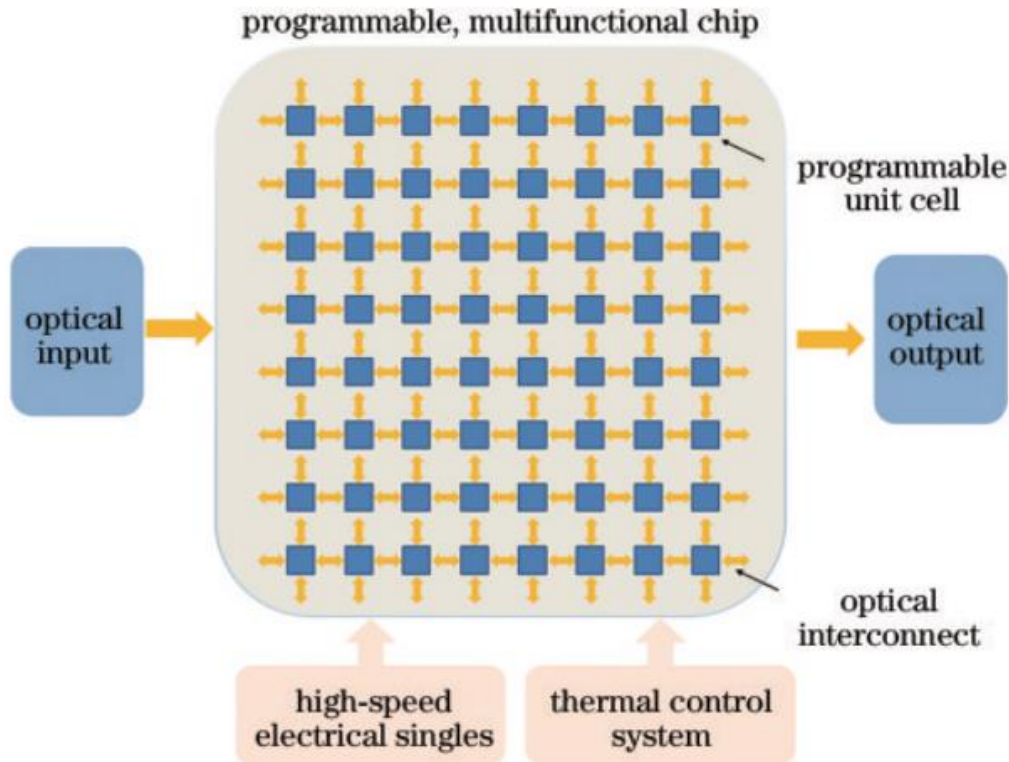 programmable, multifunctional chip
programmable
unit cell
optical
input
optical
output
optical
interconnect
high-speed
electrical singles
thermal control
system